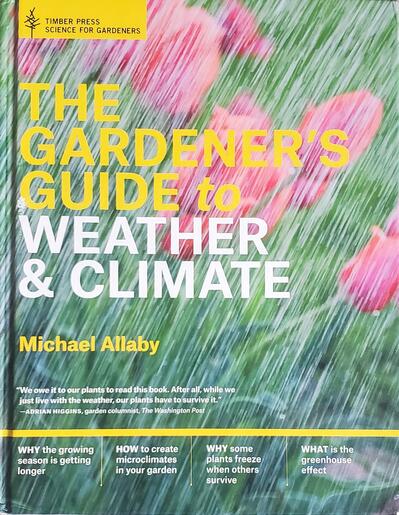 TIMBER PRESS
SCIENCE FOR GARDENERS
THE
GARDENER'S
GUIDE to
WEATHER
& CLIMATE
Michael Allaby
"We owe it to our plants to read this book. After all, while we
just live with the weather, our plants have to survive it."
—ADRIAN HIGGINS, garden columnist, The Washington Post
WHY the growing
season is getting
longer
HOW to create
microclimates
in your garden
WHY some
plants freeze
when others
survive
WHAT is the
greenhouse
effect